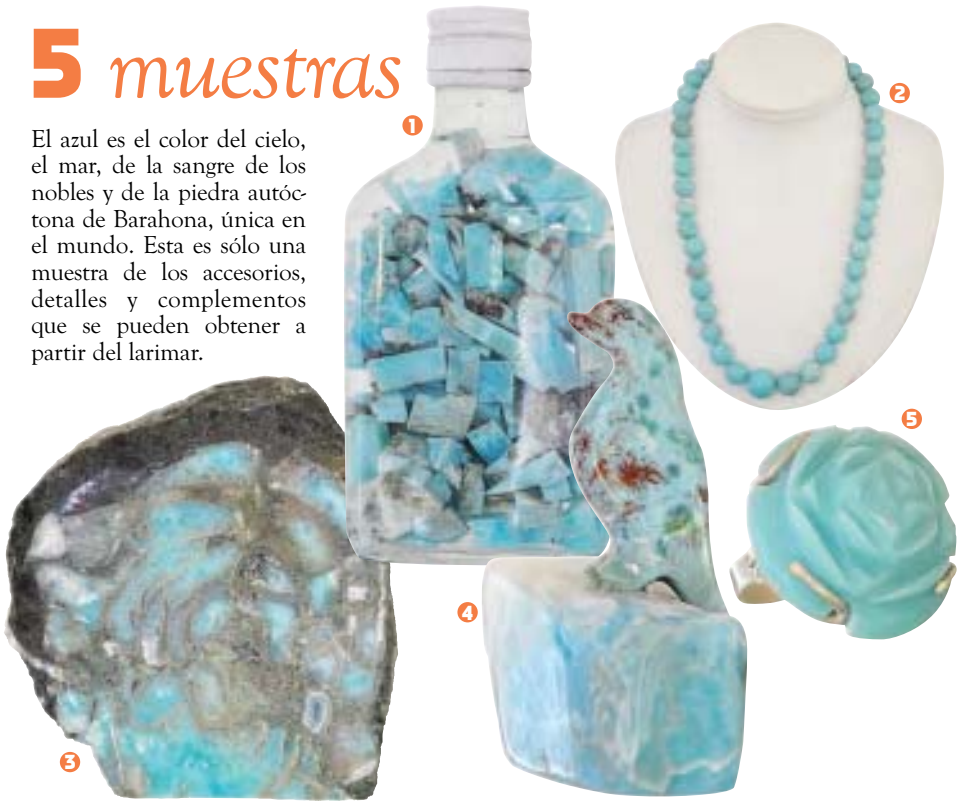 5 muestras
El azul es el color del cielo,
el mar, de la sangre de los
nobles y de la piedra autóc-
tona de Barahona, única en
el mundo. Esta es sólo una
muestra de los accesorios,
detalles y complementos
que se pueden obtener a
partir del larimar.
1
2
3
4
5